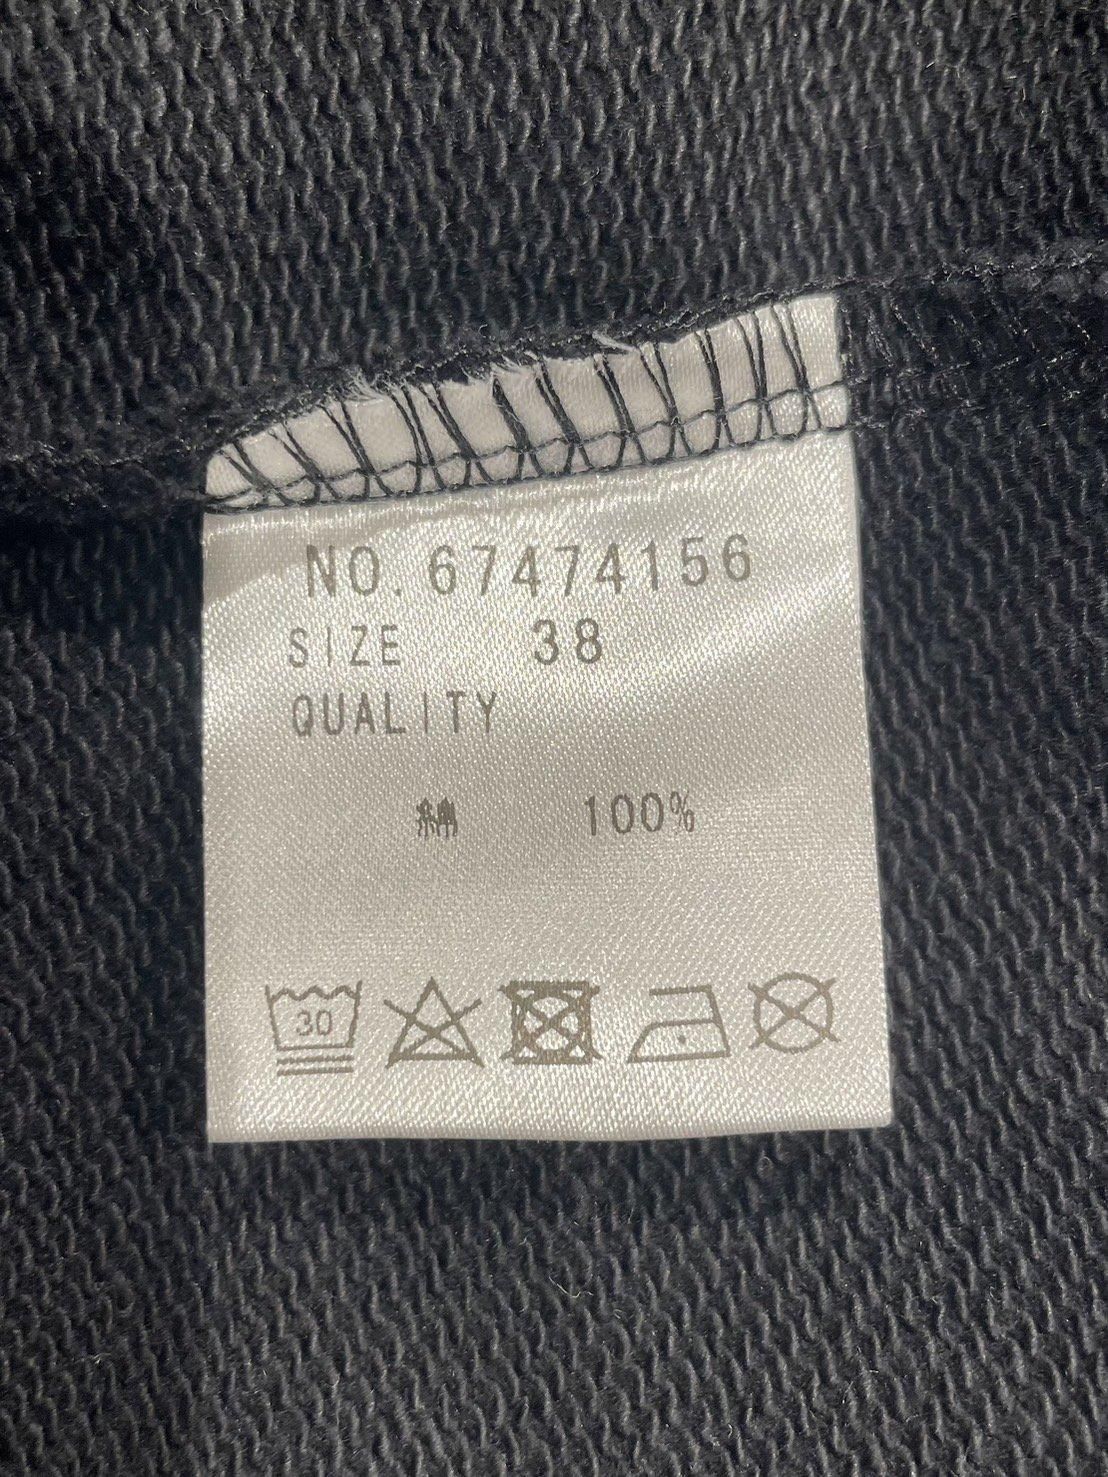 NO. 67474156
SIZE 38
QUALITY
綿 100%
30